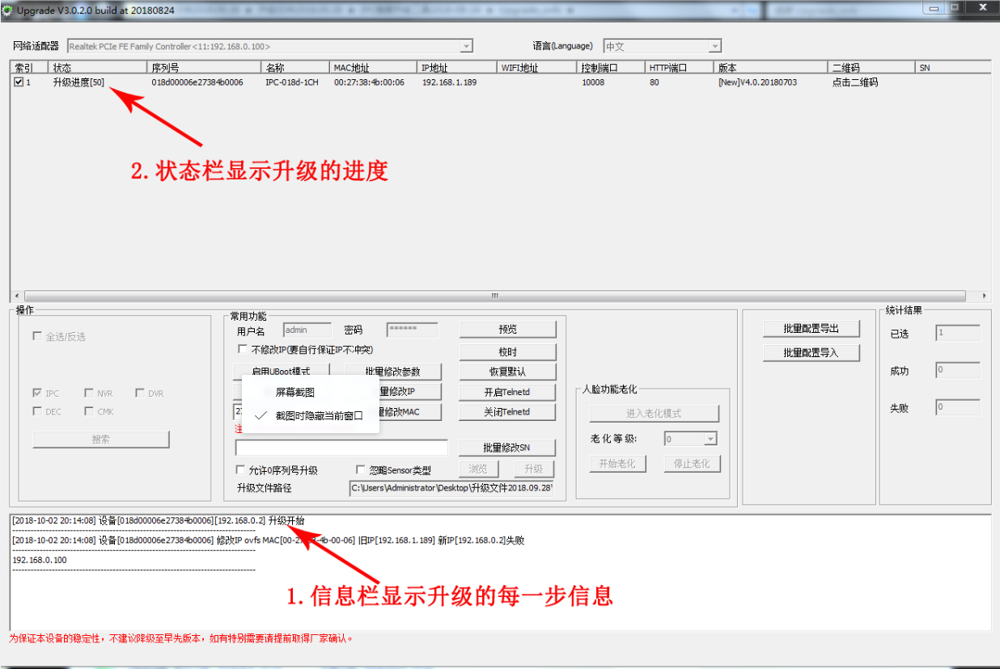 Upgrade V3.0.2.0 build at 20180824
网络适配器 Realtek PCIe FE Family Controller<11:192.168.0.100> 语言(Language) 中文
索引 状态 序列号 名称 MAC地址 IP地址 WIFI地址 控制端口 HTTP端口 版本 二维码 SN
1 升级进度[50] 018d00006e27384b0006 IPC-018d-1CH 00:27:38:4b:00:06 192.168.1.189 10008 80 [New]V4.0.20180703 点击二维码
2.状态栏显示升级的进度
操作
全选/反选
IPC NVR DVR
DEC CMK
搜索
常用功能
用户名 admin 密码 ****** 预览
不修改IP(要自行保证IP不冲突) 校时
启用UBoot模式 批量修改参数 恢复默认
屏幕截图 量修改IP 开启Telnetd
截图时隐藏当前窗口 量修改MAC 关闭Telnetd
注
批量修改SN
允许0序列号升级 忽略Sensor类型 浏览 升级
升级文件路径 C:\Users\Administrator\Desktop\升级文件2018.09.28\
人脸功能老化
进入老化模式
老化等级: 0
开始老化 停止老化
批量配置导出
批量配置导入
统计结果
已选 1
成功 0
失败 0
[2018-10-02 20:14:08] 设备[018d00006e27384b0006][192.168.0.2] 升级开始
[2018-10-02 20:14:08] 设备[018d00006e27384b0006] 修改IP ovfs MAC[00-27- -4b-00-06] 旧IP[192.168.1.189] 新IP[192.168.0.2]失败
192.168.0.100
1.信息栏显示升级的每一步信息
为保证本设备的稳定性，不建议降级至早先版本，如有特别需要请提前取得厂家确认。